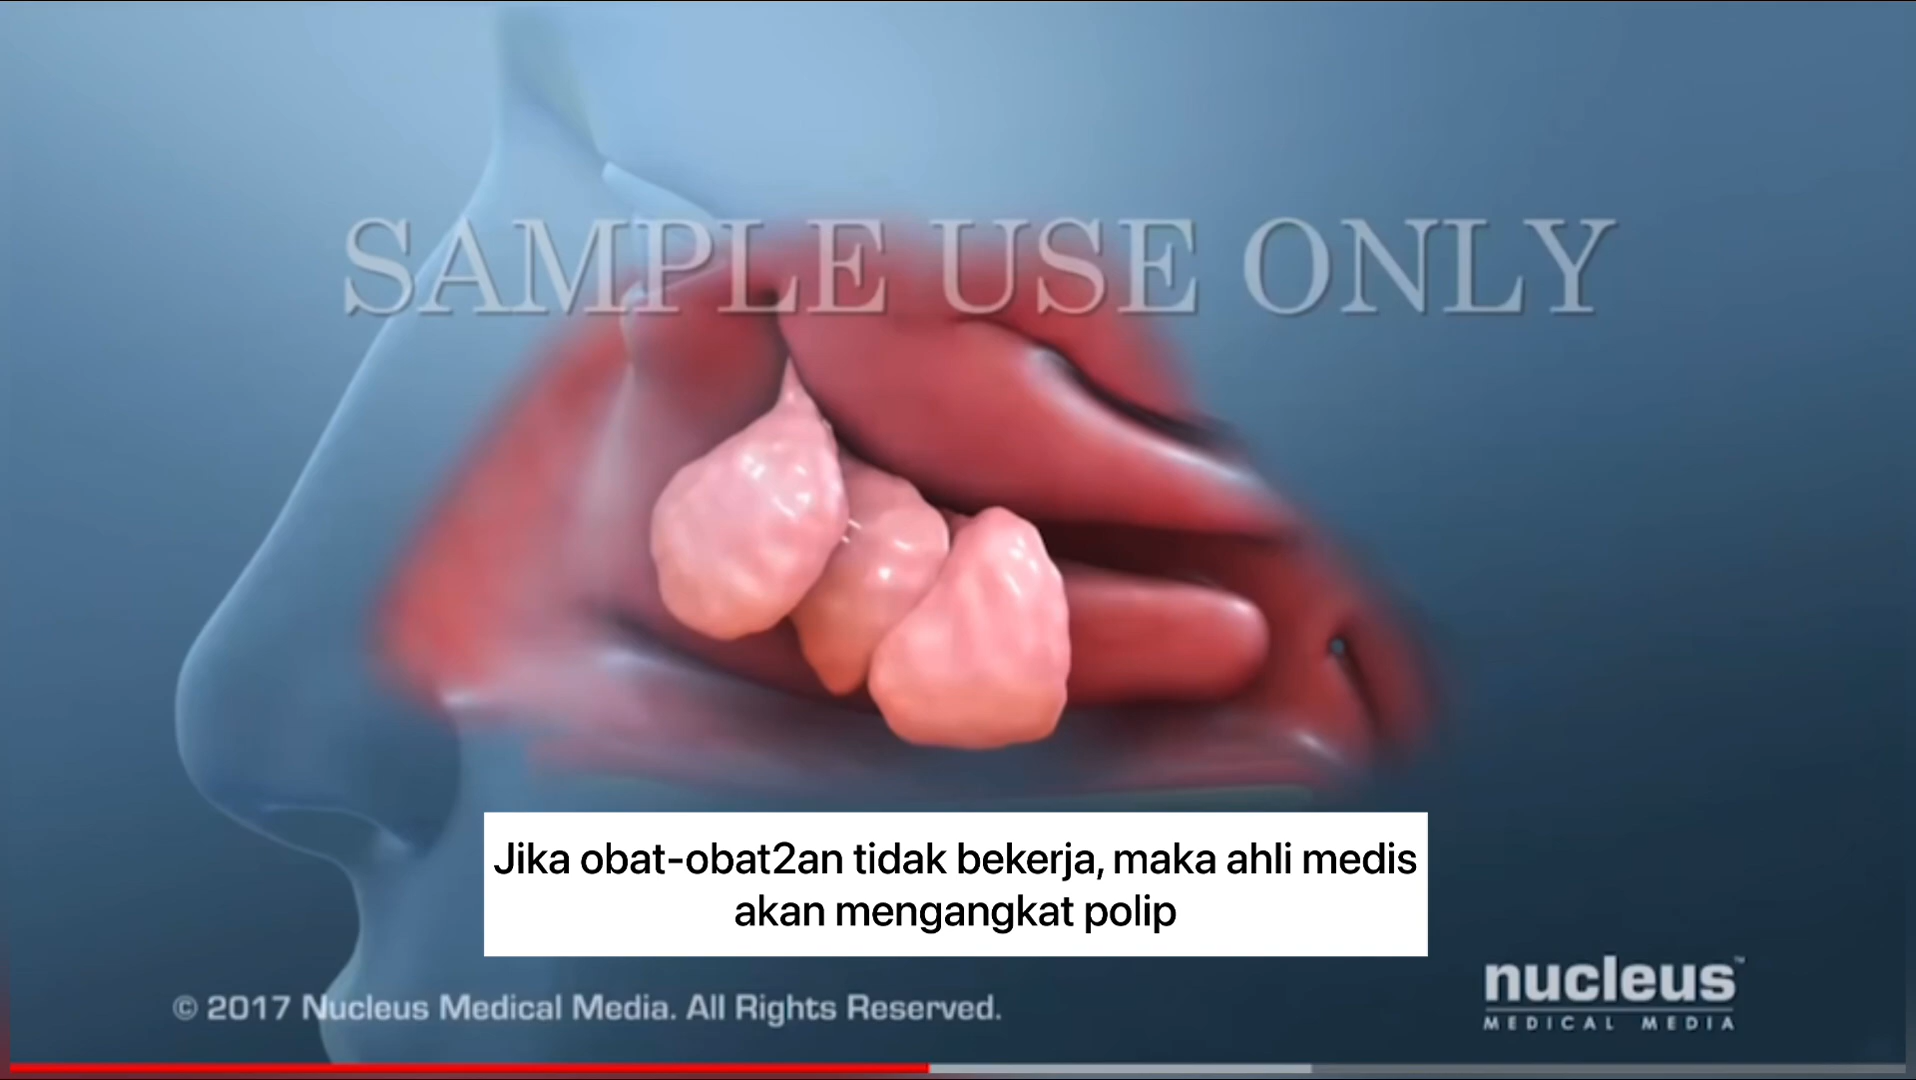 SAMPLE USE ONLY
Jika obat-obat2an tidak bekerja, maka ahli medis
akan mengangkat polip
nucleus™
MEDICAL MEDIA
© 2017 Nucleus Medical Media. All Rights Reserved.